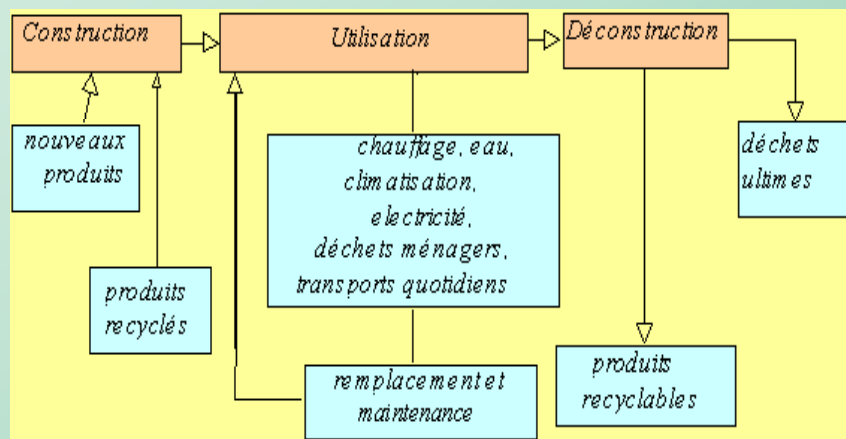 Construction
Utilisation
Déconstruction
nouveaux
produits
chauffage, eau,
climatisation,
electricité,
déchets ménagers,
transports quotidiens
déchets
ultimes
produits
recyclés
remplacement et
maintenance
produits
recyclables